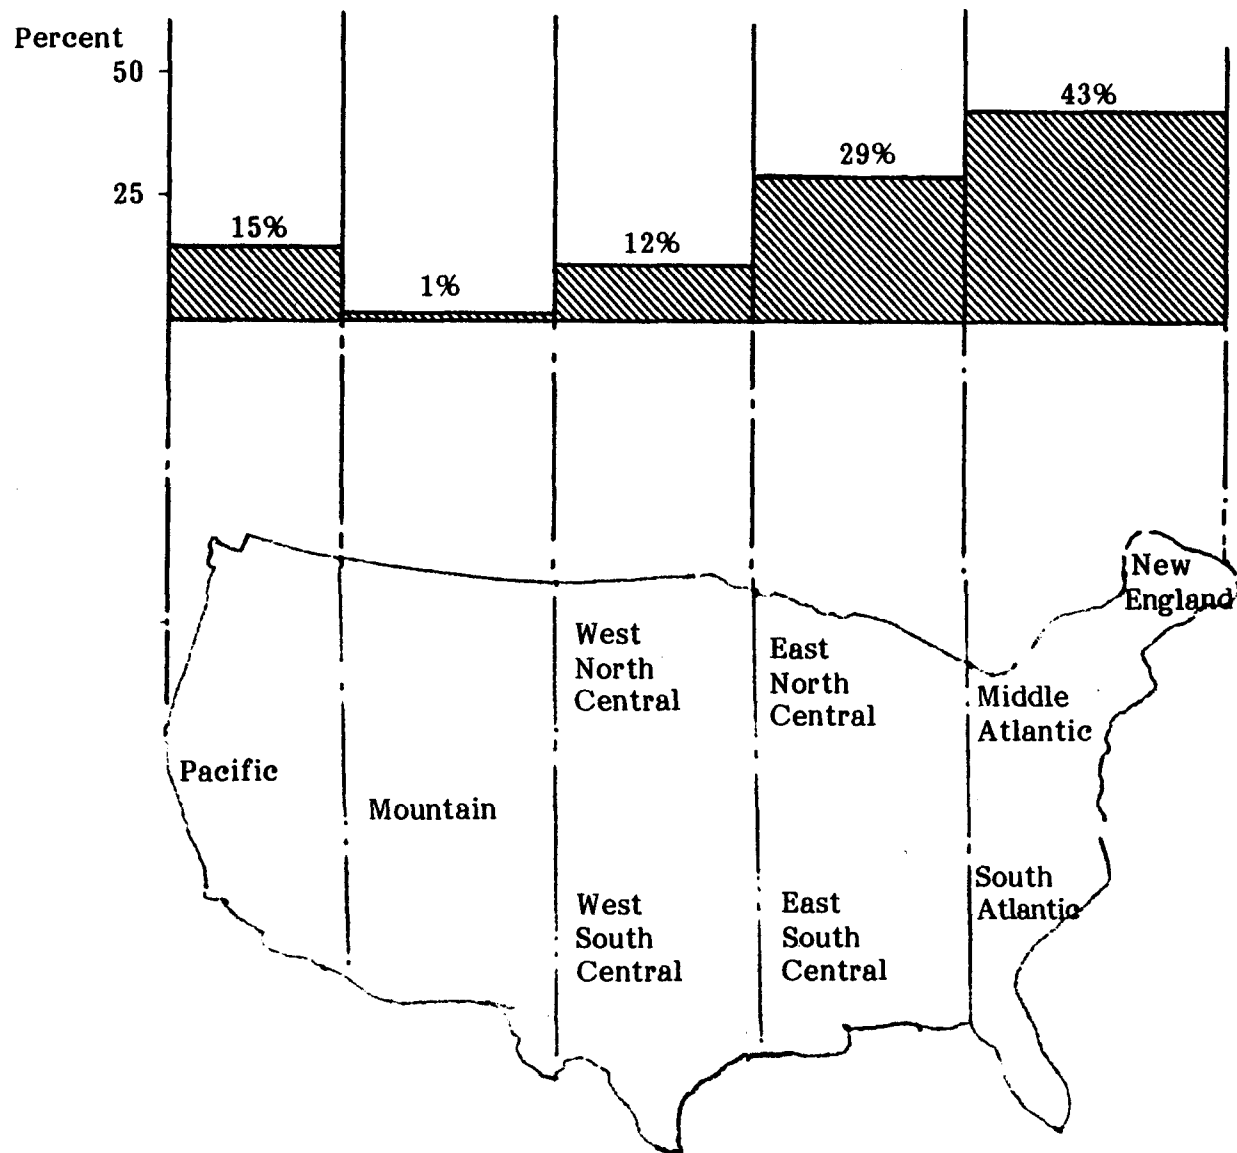 Percent
50
43%
29%
25
15%
12%
1%
New
England
West
North
Central
East
North
Central
Middle
Atlantic
Pacific
Mountain
South
Atlantic
West
South
Central
East
South
Central